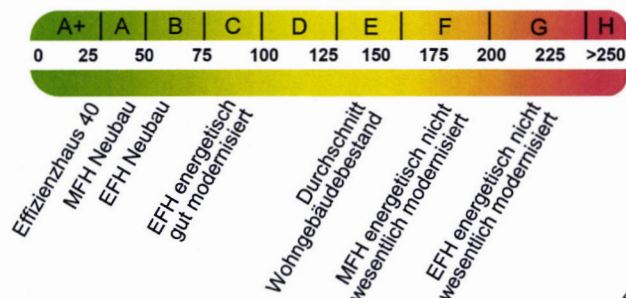 A+ A B C D E F G H
0 25 50 75 100 125 150 175 200 225 >250
Effizienzhaus 40
MFH Neubau
EFH Neubau
EFH energetisch
gut modernisiert
Durchschnitt
Wohngebäudebestand
MFH energetisch nicht
wesentlich modernisiert
EFH energetisch nicht
wesentlich modernisiert